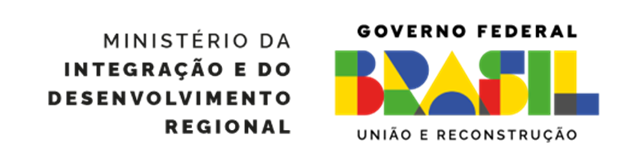 MINISTÉRIO DA
INTEGRAÇÃO E DO
DESENVOLVIMENTO
REGIONAL
GOVERNO FEDERAL
BRASIL
UNIÃO E RECONSTRUÇÃO